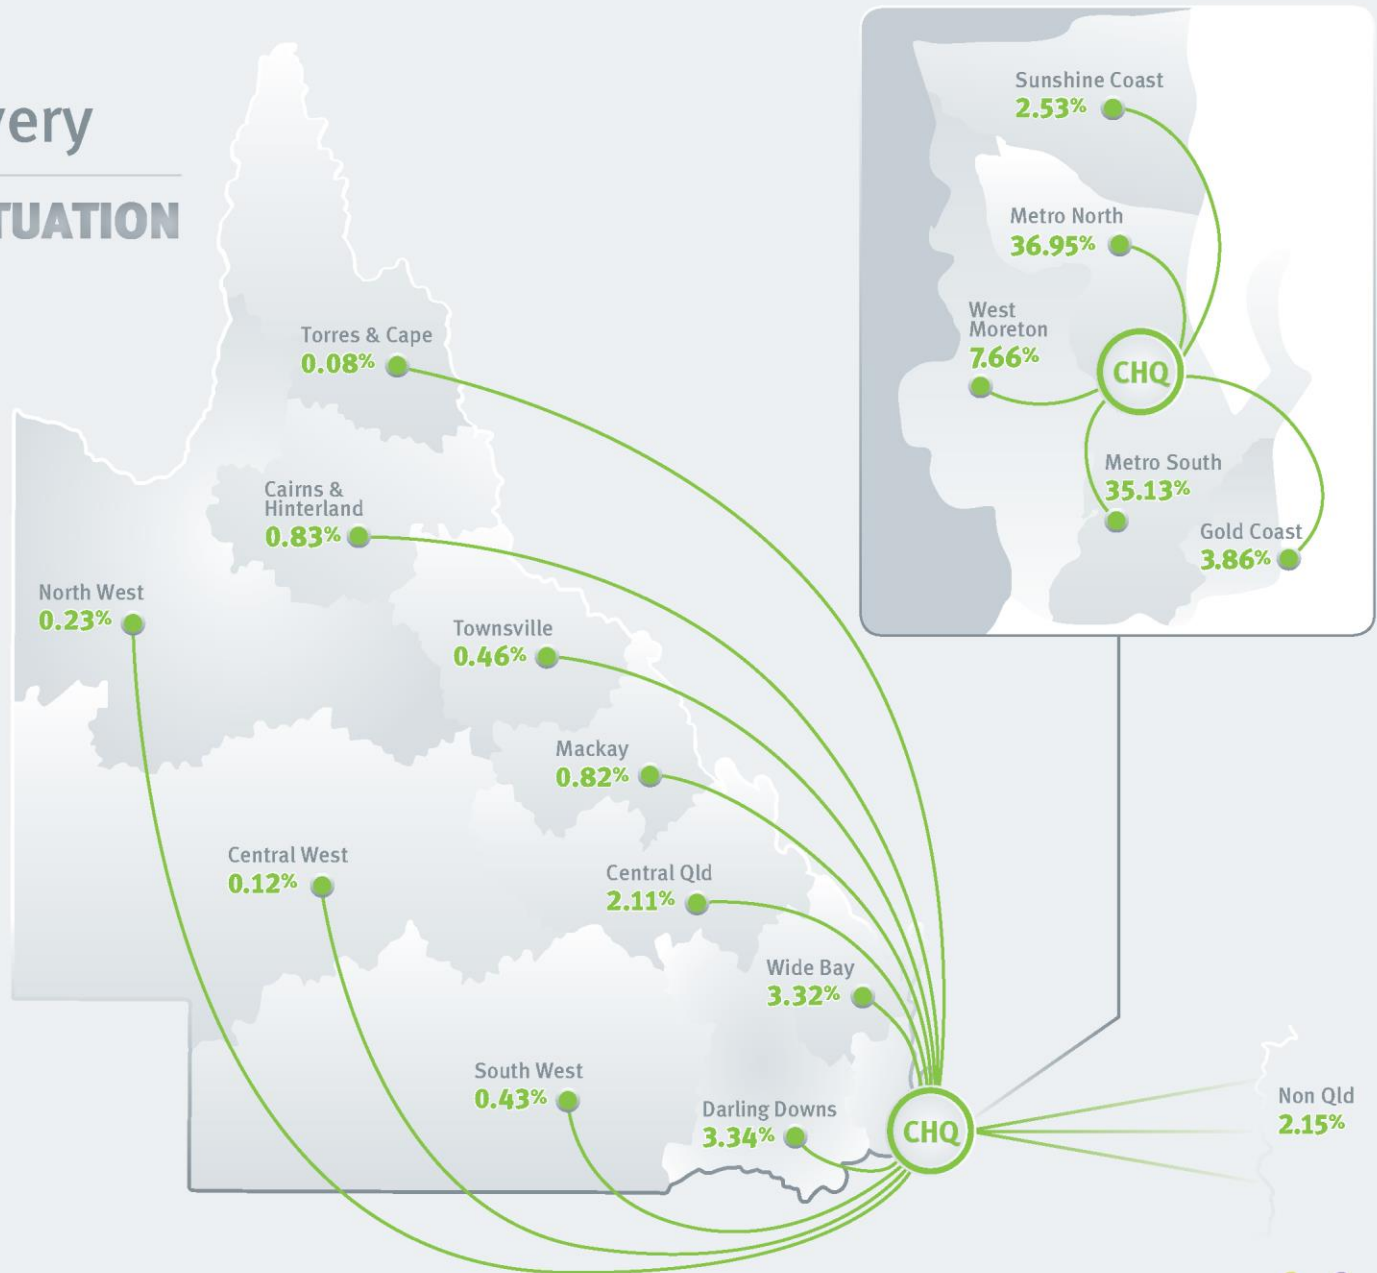 very
TUATION
Sunshine Coast
2.53%
Metro North
36.95%
West
Moreton
7.66%
CHQ
Metro South
35.13%
Gold Coast
3.86%
Torres & Cape
0.08%
Cairns &
Hinterland
0.83%
North West
0.23%
Townsville
0.46%
Mackay
0.82%
Central West
0.12%
Central Qld
2.11%
Wide Bay
3.32%
South West
0.43%
Darling Downs
3.34%
CHQ
Non Qld
2.15%